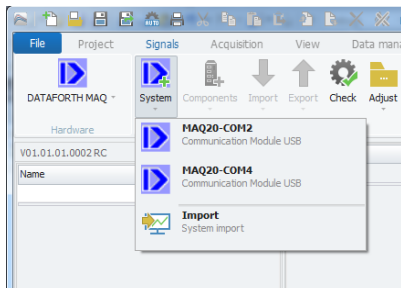 File Project Signals Acquisition View Data mana
DATAFORTH MAQ System Components Import Export Check Adjust
Hardware
V01.01.01.0002 RC
Name
MAQ20-COM2
Communication Module USB
MAQ20-COM4
Communication Module USB
Import
System import